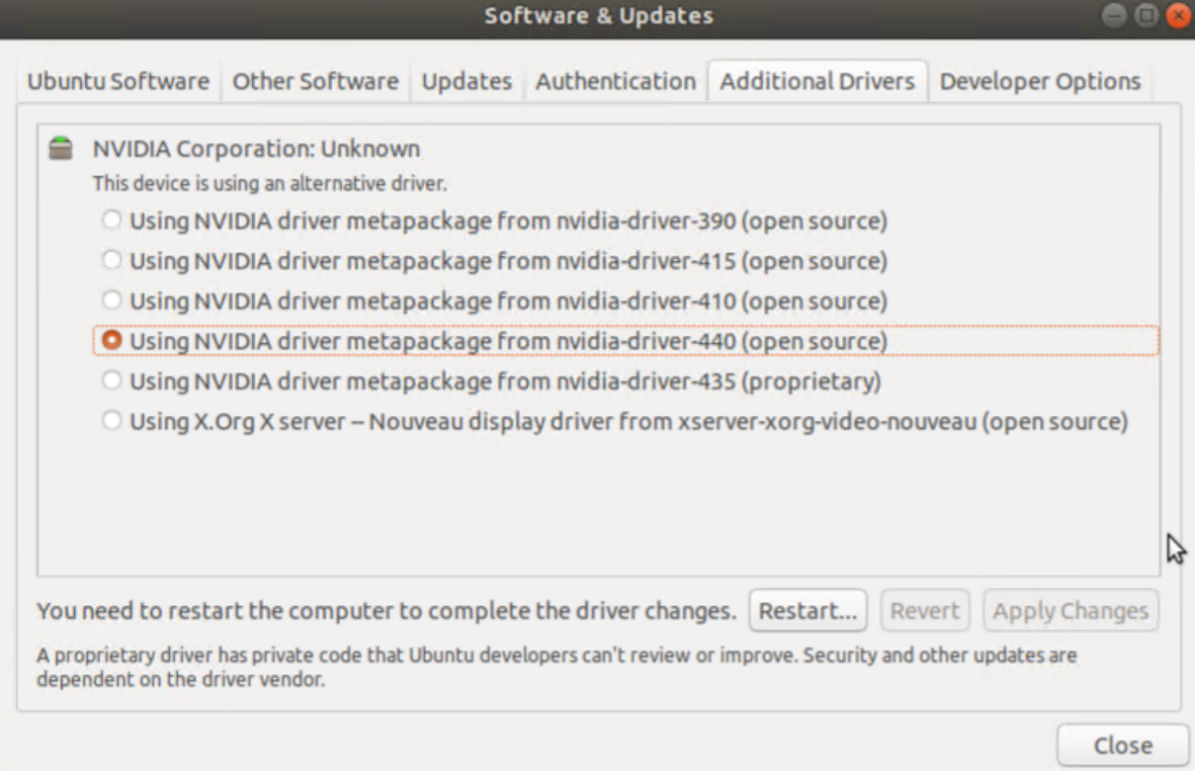 Software & Updates
Ubuntu Software Other Software Updates Authentication Additional Drivers Developer Options
NVIDIA Corporation: Unknown
This device is using an alternative driver.
Using NVIDIA driver metapackage from nvidia-driver-390 (open source)
Using NVIDIA driver metapackage from nvidia-driver-415 (open source)
Using NVIDIA driver metapackage from nvidia-driver-410 (open source)
Using NVIDIA driver metapackage from nvidia-driver-440 (open source)
Using NVIDIA driver metapackage from nvidia-driver-435 (proprietary)
Using X.Org X server – Nouveau display driver from xserver-xorg-video-nouveau (open source)
You need to restart the computer to complete the driver changes. Restart... Revert Apply Changes
A proprietary driver has private code that Ubuntu developers can't review or improve. Security and other updates are
dependent on the driver vendor.
Close